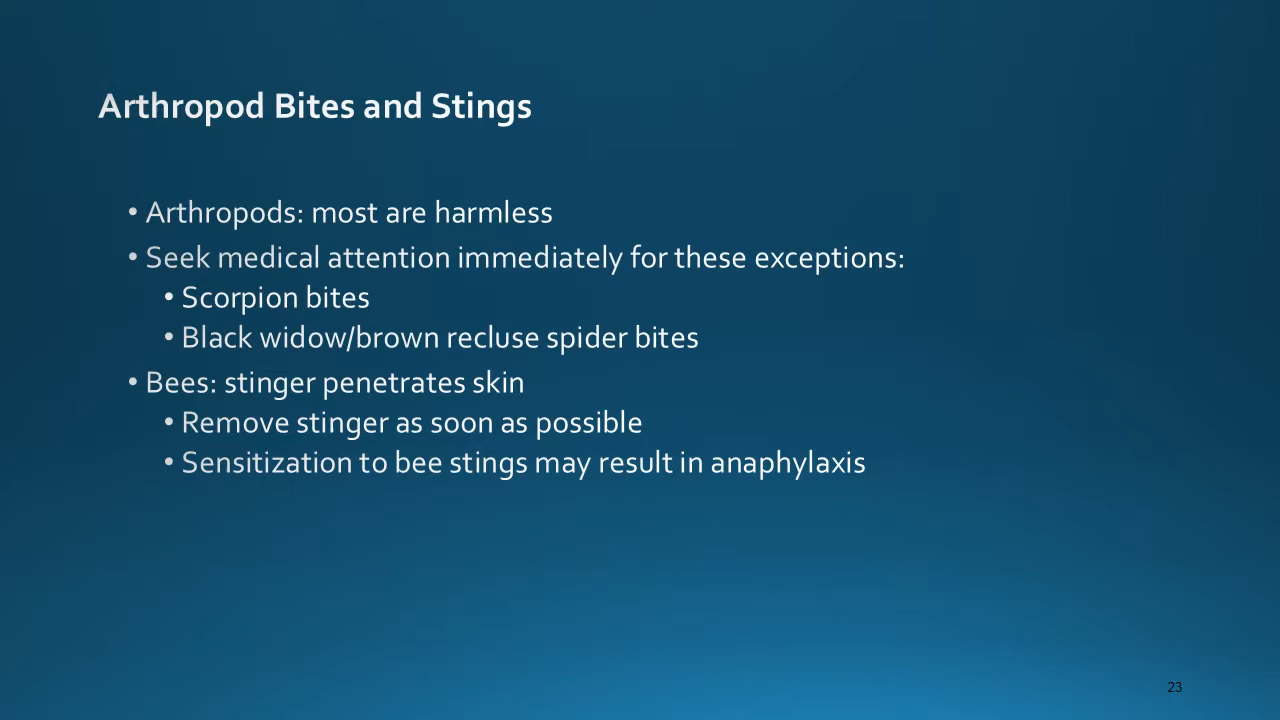 Arthropod Bites and Stings
• Arthropods: most are harmless
• Seek medical attention immediately for these exceptions:
• Scorpion bites
• Black widow/brown recluse spider bites
• Bees: stinger penetrates skin
• Remove stinger as soon as possible
• Sensitization to bee stings may result in anaphylaxis
23